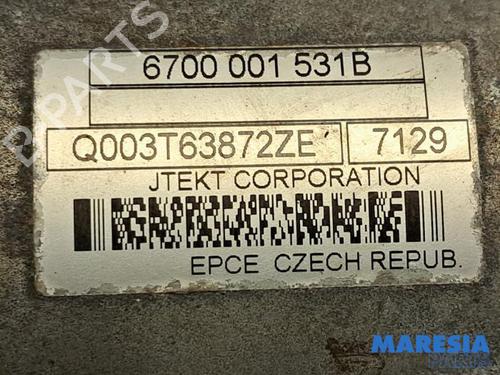 6700 001 531B
Q003T63872ZE 7129
JTEKT CORPORATION
EPCE CZECH REPUB.
B-PARTS
MARESIA